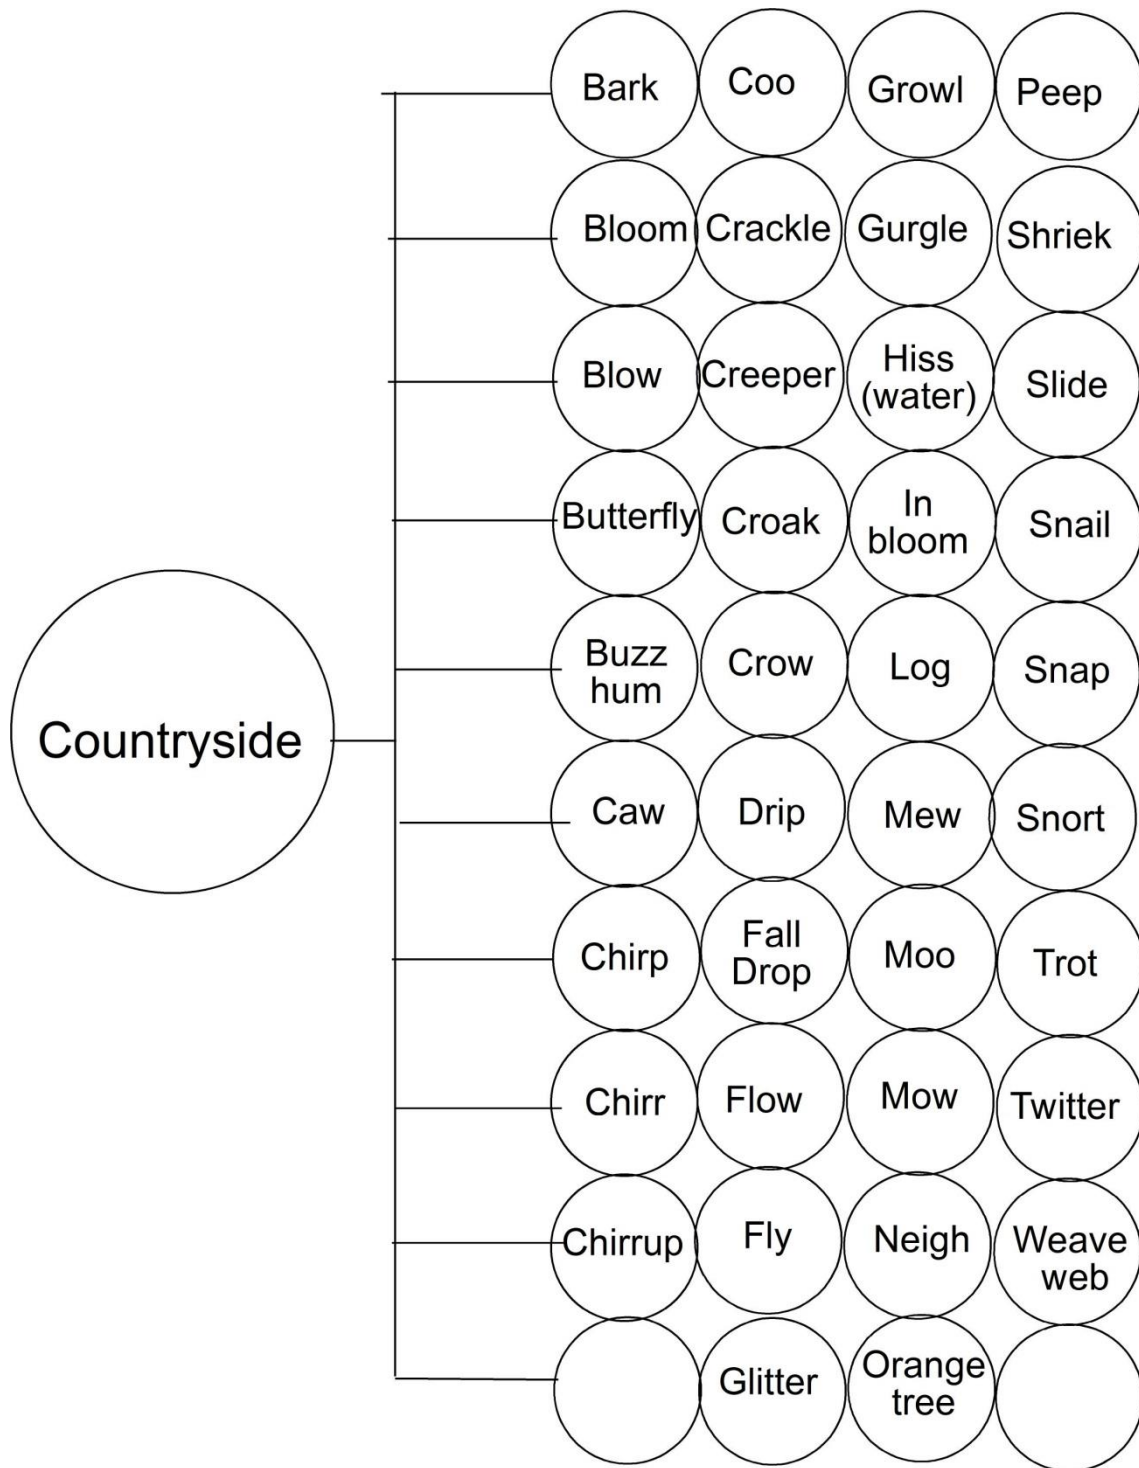 Bark
Coo
Growl
Peep
Bloom
Crackle
Gurgle
Shriek
Blow
Creeper
Hiss
(water)
Slide
Butterfly
Croak
In
bloom
Snail
Buzz
hum
Crow
Log
Snap
Countryside
Caw
Drip
Mew
Snort
Chirp
Fall
Drop
Moo
Trot
Chirr
Flow
Mow
Twitter
Chirrup
Fly
Neigh
Weave
web
Glitter
Orange
tree